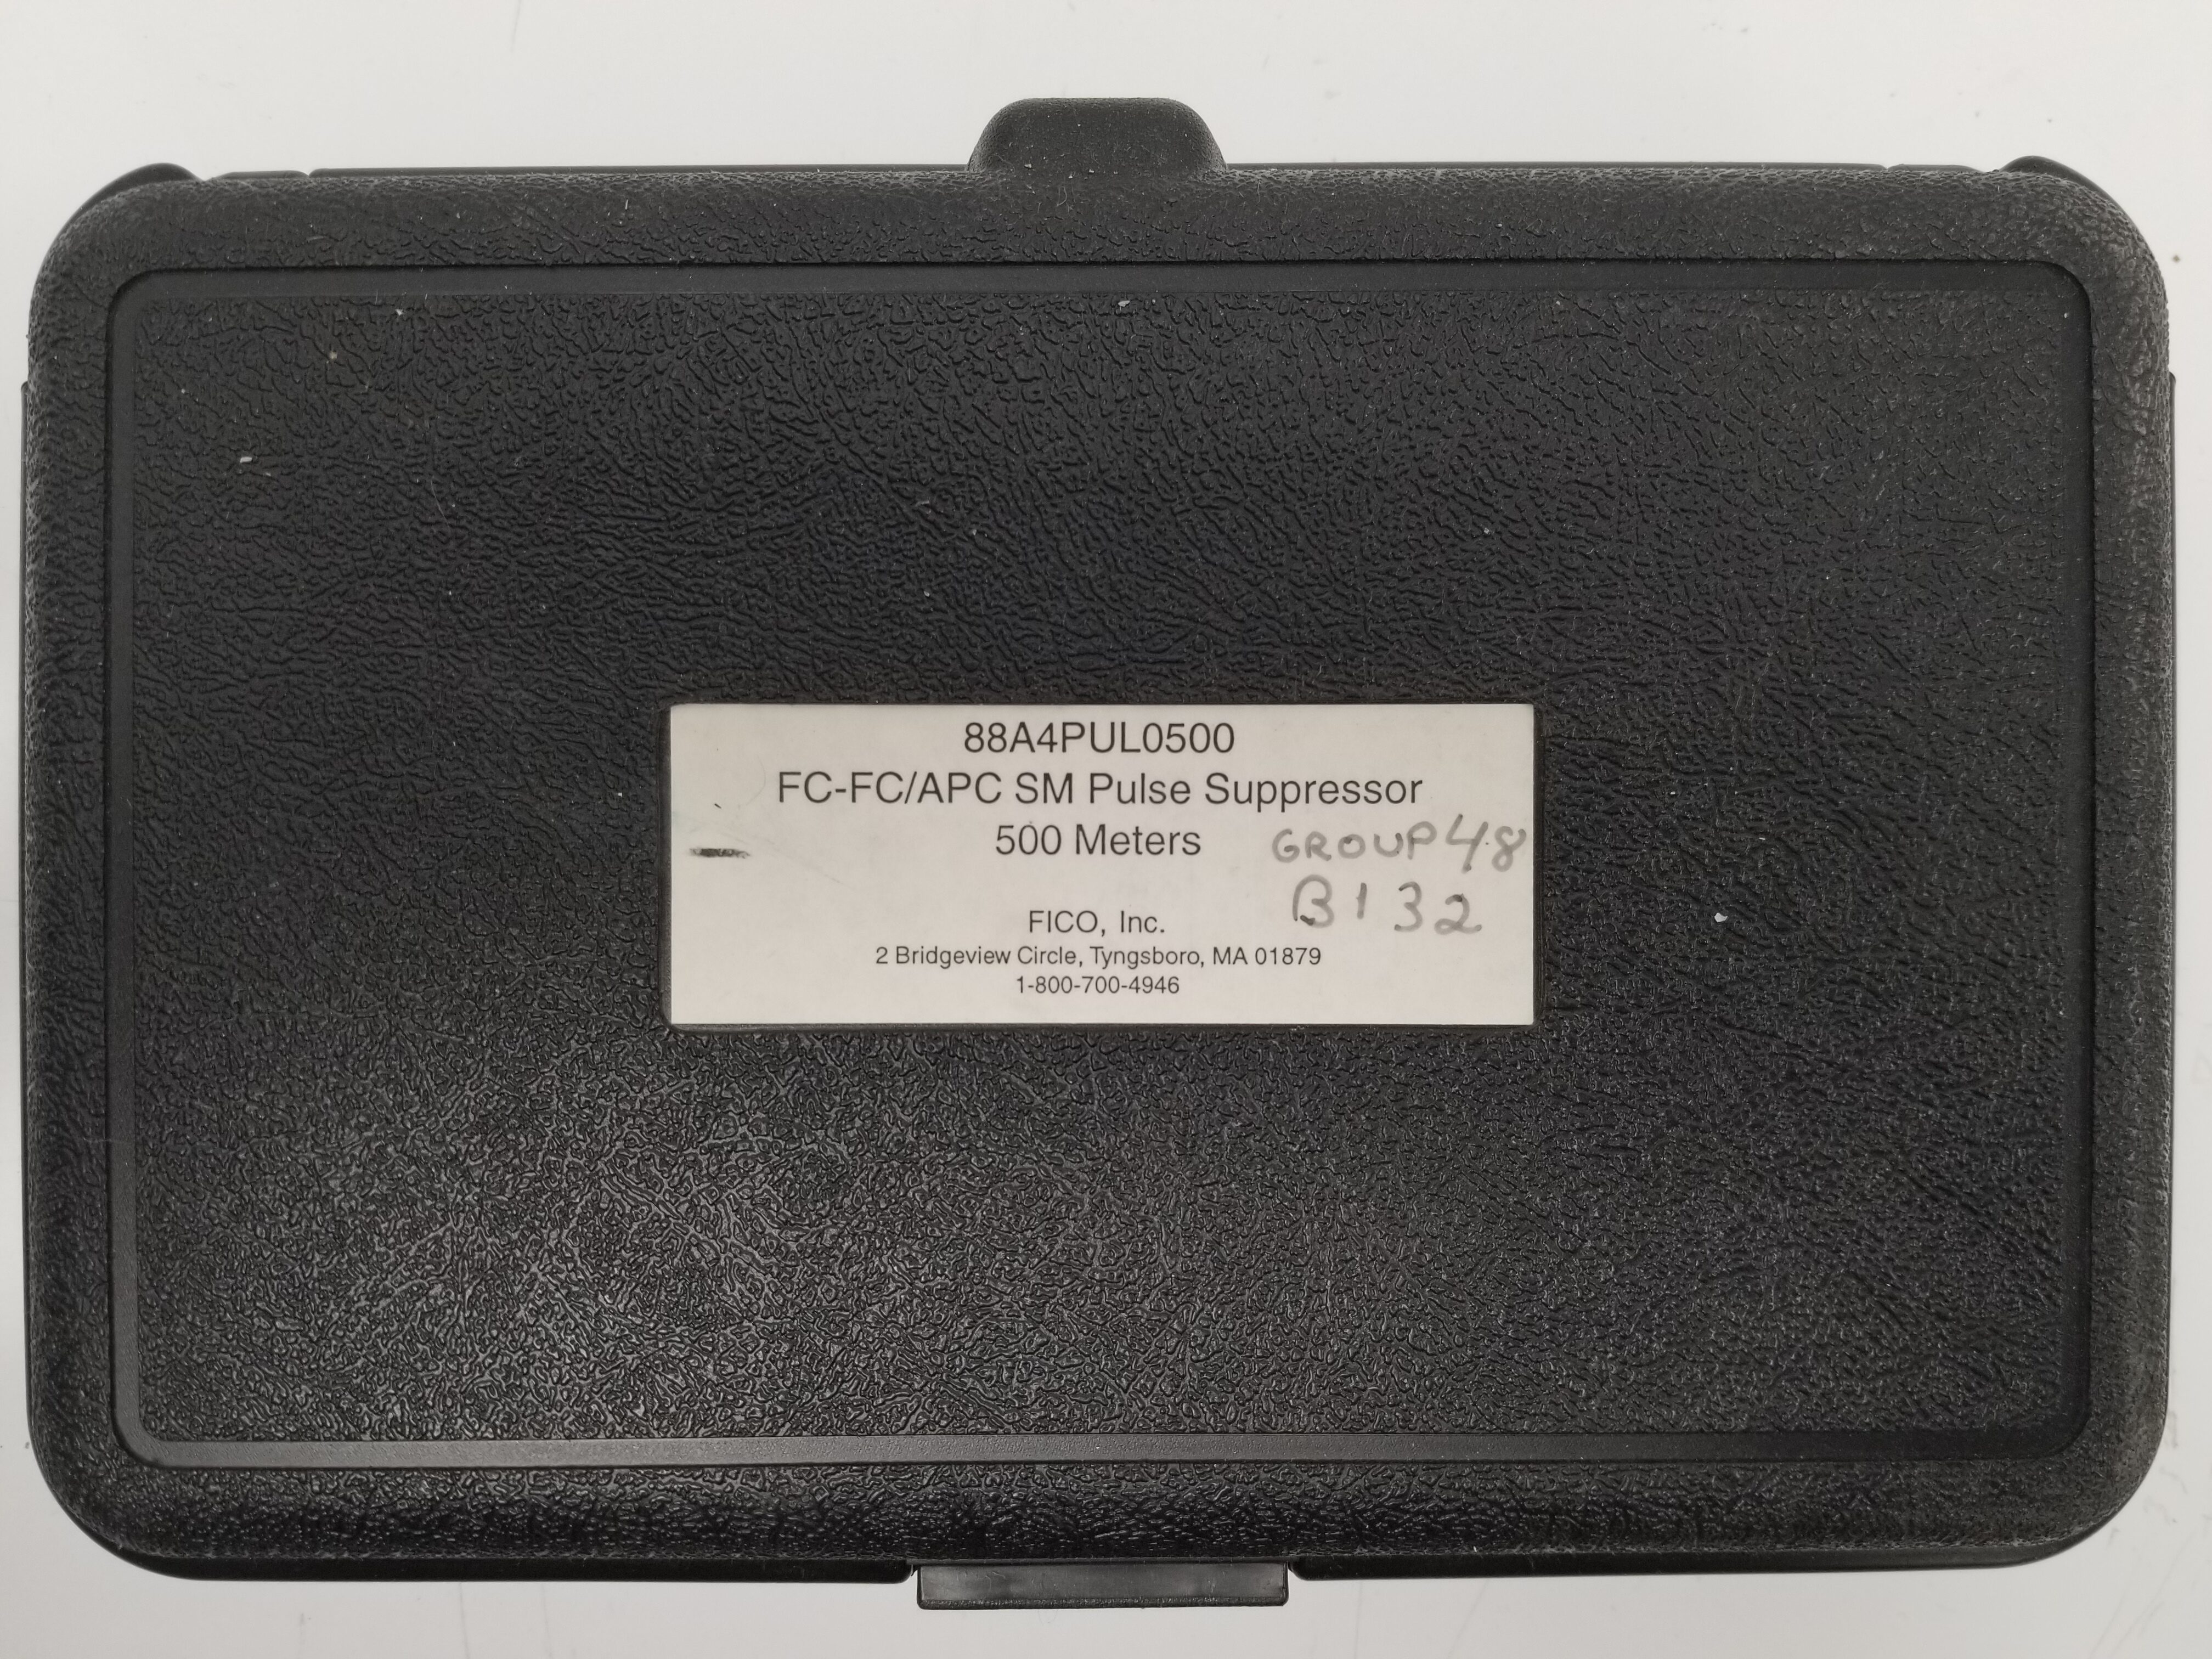 88A4PUL0500
FC-FC/APC SM Pulse Suppressor
500 Meters
GROUP 48
B132
FICO, Inc.
2 Bridgeview Circle, Tyngsboro, MA 01879
1-800-700-4946